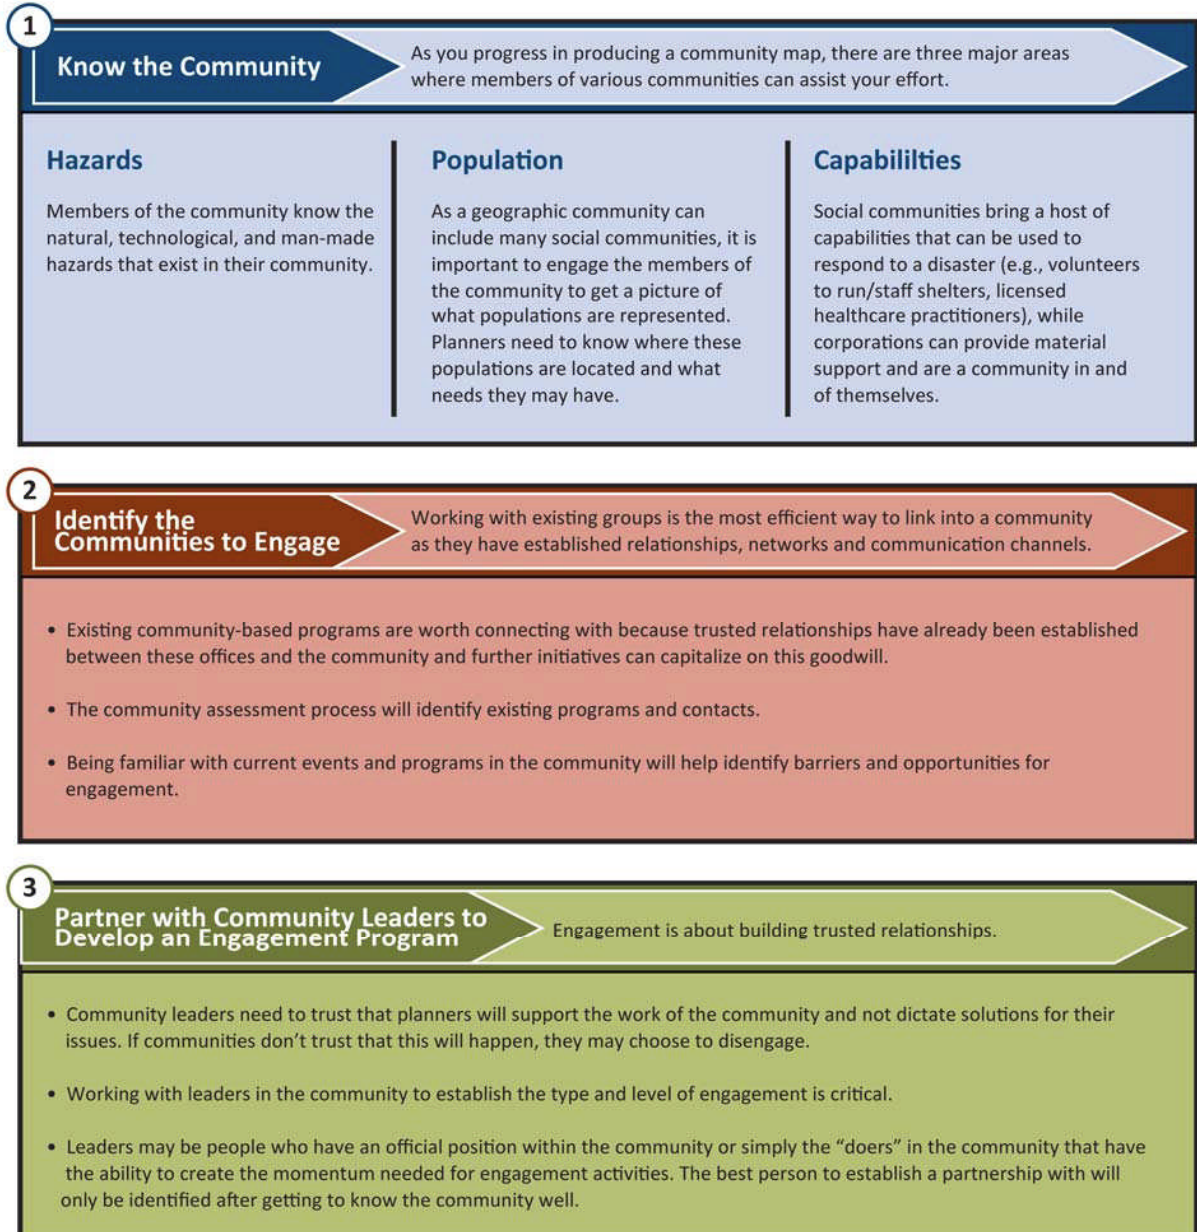 1
Know the Community
As you progress in producing a community map, there are three major areas
where members of various communities can assist your effort.
Hazards
Members of the community know the
natural, technological, and man-made
hazards that exist in their community.
Population
As a geographic community can
include many social communities, it is
important to engage the members of
the community to get a picture of
what populations are represented.
Planners need to know where these
populations are located and what
needs they may have.
Capabililties
Social communities bring a host of
capabilities that can be used to
respond to a disaster (e.g., volunteers
to run/staff shelters, licensed
healthcare practitioners), while
corporations can provide material
support and are a community in and
of themselves.
2
Identify the
Communities to Engage
Working with existing groups is the most efficient way to link into a community
as they have established relationships, networks and communication channels.
• Existing community-based programs are worth connecting with because trusted relationships have already been established
between these offices and the community and further initiatives can capitalize on this goodwill.
• The community assessment process will identify existing programs and contacts.
• Being familiar with current events and programs in the community will help identify barriers and opportunities for
engagement.
3
Partner with Community Leaders to
Develop an Engagement Program
Engagement is about building trusted relationships.
• Community leaders need to trust that planners will support the work of the community and not dictate solutions for their
issues. If communities don't trust that this will happen, they may choose to disengage.
• Working with leaders in the community to establish the type and level of engagement is critical.
• Leaders may be people who have an official position within the community or simply the “doers” in the community that have
the ability to create the momentum needed for engagement activities. The best person to establish a partnership with will
only be identified after getting to know the community well.